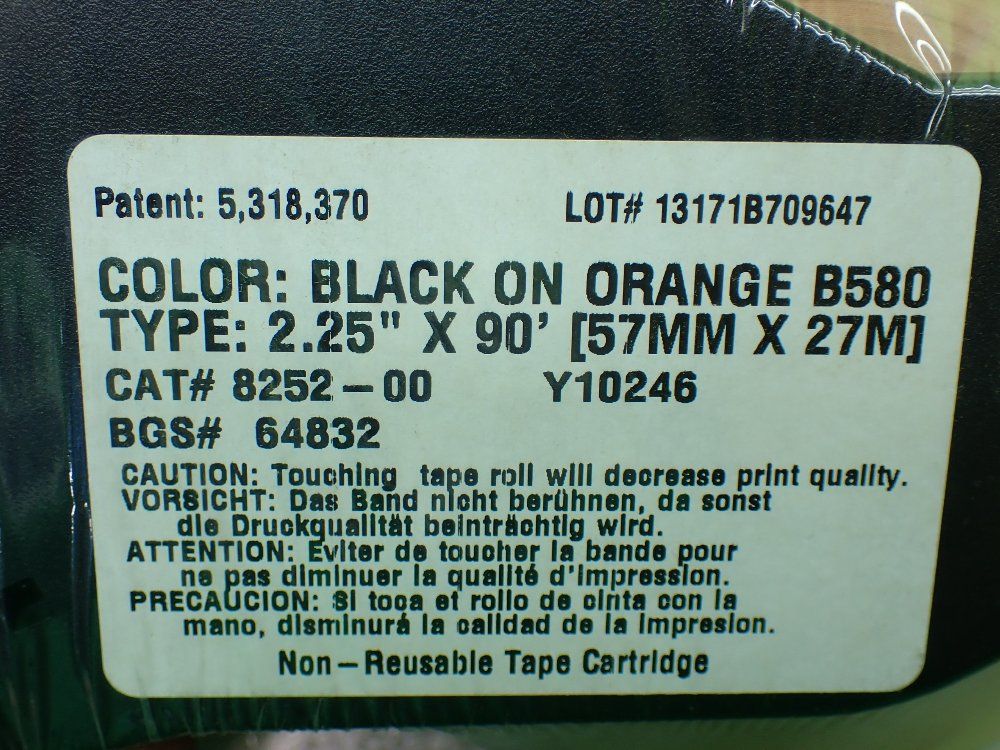 Patent: 5,318,370
LOT# 13171B709647
COLOR: BLACK ON ORANGE B580
TYPE: 2.25" X 90' [57MM X 27M]
CAT# 8252-00 Y10246
BGS# 64832
CAUTION: Touching tape roll will decrease print quality.
VORSICHT: Das Band nicht berühnen, da sonst
die Druckqualität beinträchtig wird.
ATTENTION: Eviter de toucher la bande pour
ne pas diminuer la qualité d'impression.
PRECAUCION: Si toca et rollo de cinta con la
mano, disminurá la calidad de la impresion.
Non-Reusable Tape Cartridge